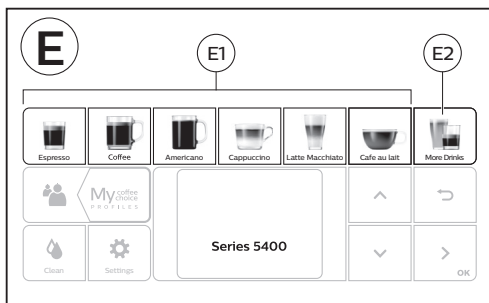 E
E1
E2
Espresso
Coffee
Americano
Cappuccino
Latte Macchiato
Cafe au lait
More Drinks
My coffee choice
PROFILES
Series 5400
Clean
Settings
OK